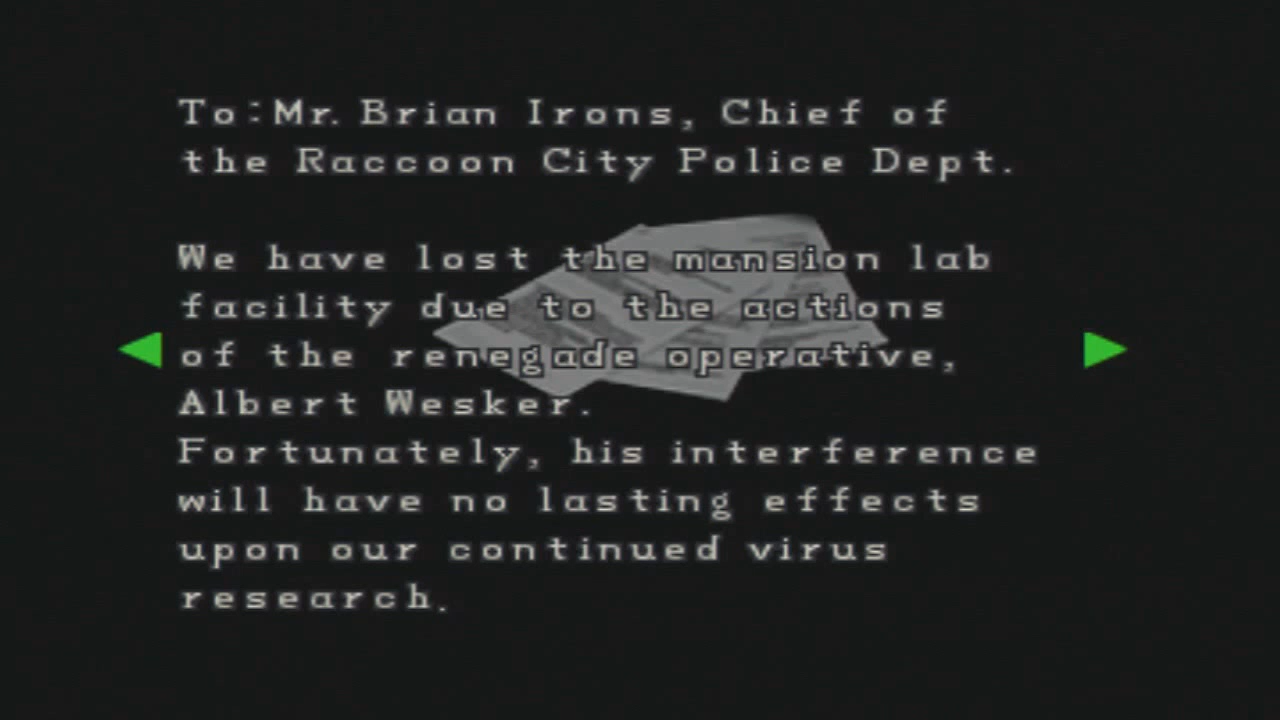 To:Mr. Brian Irons, Chief of
the Raccoon City Police Dept.
We have lost the mansion lab
facility due to the actions
of the renegade operative,
Albert Wesker.
Fortunately, his interference
will have no lasting effects
upon our continued virus
research.